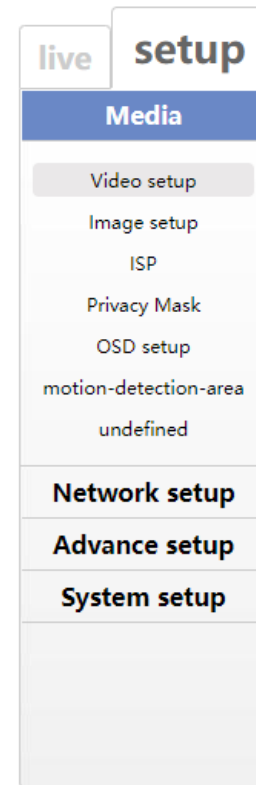 live
setup
Media
Video setup
Image setup
ISP
Privacy Mask
OSD setup
motion-detection-area
undefined
Network setup
Advance setup
System setup